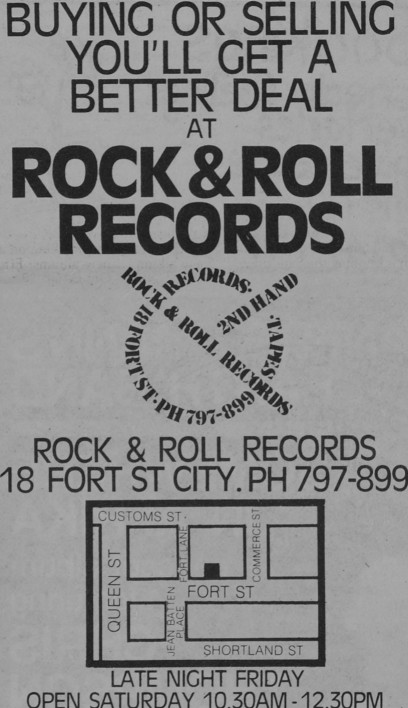 BUYING OR SELLING
YOU'LL GET A
BETTER DEAL
AT
ROCK & ROLL
RECORDS
RECORDS·
2ND HAND
·TAPES·
ROCK & ROLL RECORDS
18 FORT ST·PH 797-899
ROCK & ROLL RECORDS
18 FORT ST CITY. PH 797-899
CUSTOMS ST·
QUEEN ST
FORT LANE
COMMERCE ST
FORT ST
JEAN BATTEN
PLACE
SHORTLAND ST
LATE NIGHT FRIDAY
OPEN SATURDAY 10.30AM - 12.30PM